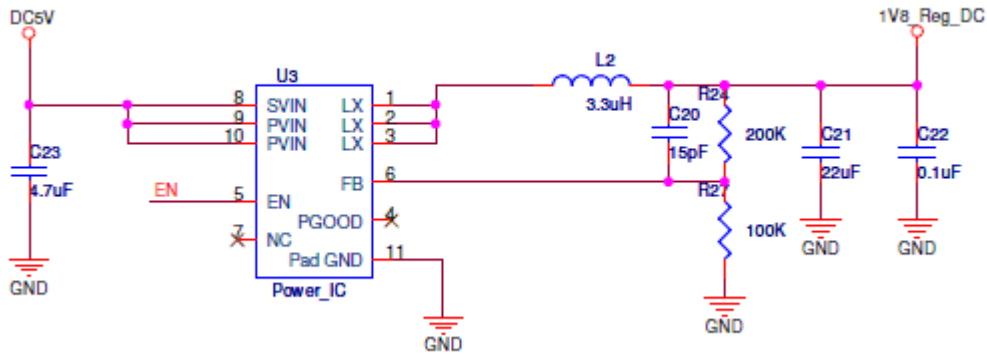 DC5V
1V8_Reg_DC
U3
L2
3.3uH
8 SVIN LX 1
9 PVIN LX 2
10 PVIN LX 3
R24
200K
C20
15pF
C21
22uF
C22
0.1uF
C23
4.7uF
FB 6
EN
5 EN
R27
100K
PGOOD 4
7 NC
Pad GND 11
Power_IC
GND
GND
GND
GND
GND